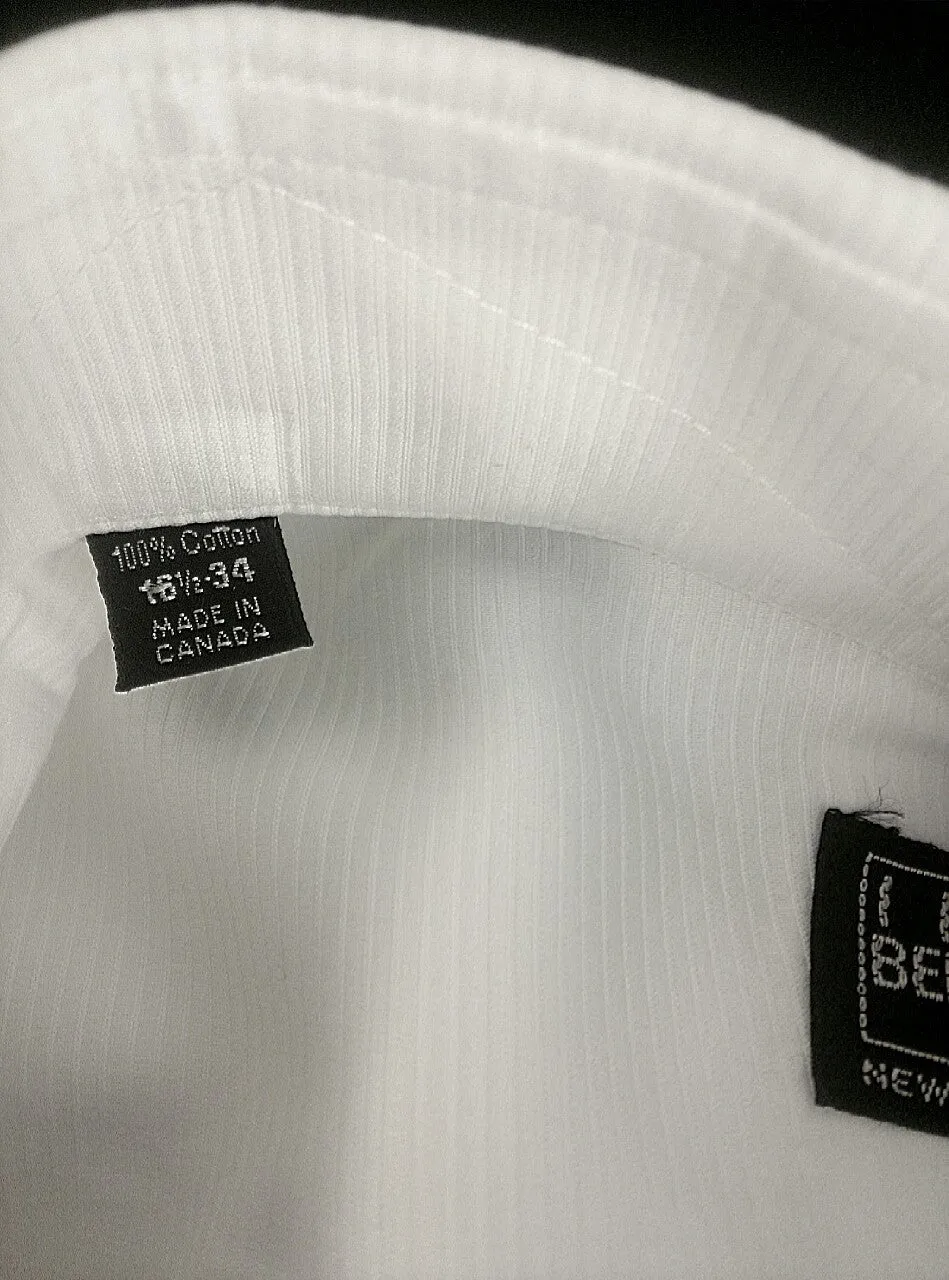 100% Cotton
16½·34
MADE IN
CANADA
BE
NEW